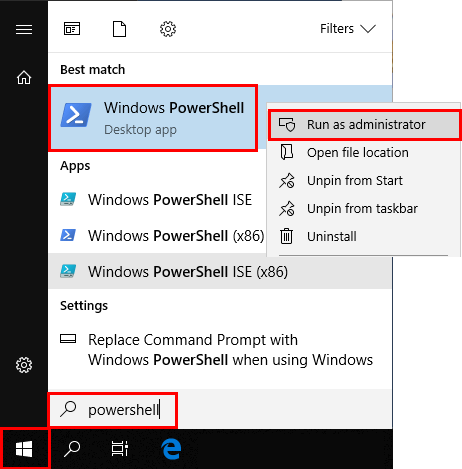 Filters
Best match
Windows PowerShell
Desktop app
Run as administrator
Open file location
Unpin from Start
Unpin from taskbar
Uninstall
Apps
Windows PowerShell ISE
Windows PowerShell (x86)
Windows PowerShell ISE (x86)
Settings
Replace Command Prompt with
Windows PowerShell when using Windows
powershell